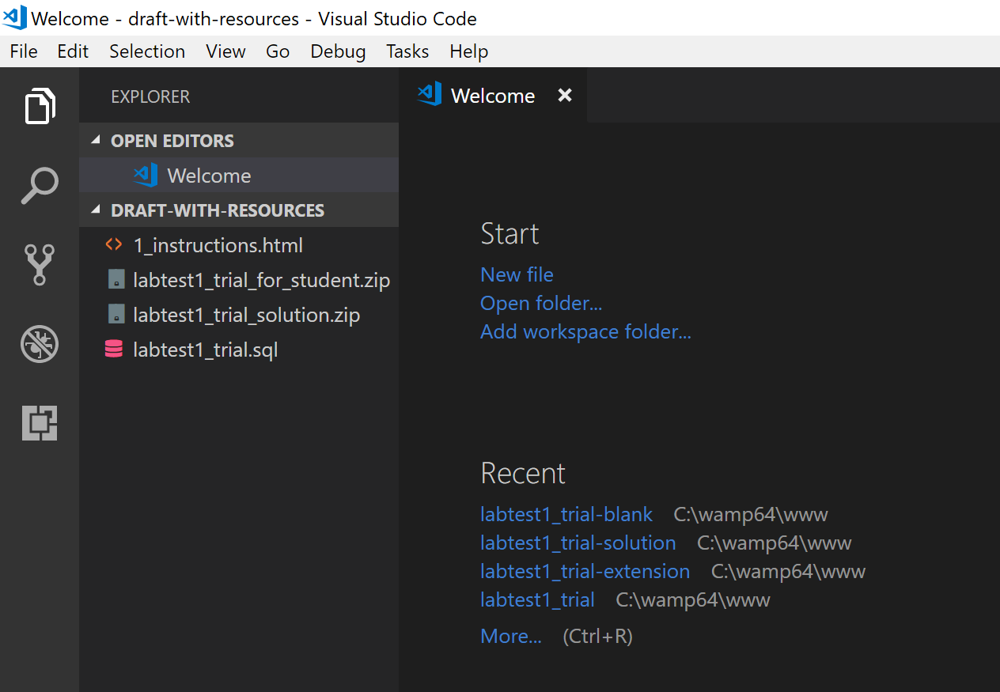 Welcome - draft-with-resources - Visual Studio Code
File Edit Selection View Go Debug Tasks Help
EXPLORER
OPEN EDITORS
Welcome
DRAFT-WITH-RESOURCES
1_instructions.html
labtest1_trial_for_student.zip
labtest1_trial_solution.zip
labtest1_trial.sql
Welcome
Start
New file
Open folder...
Add workspace folder...
Recent
labtest1_trial-blank C:\wamp64\www
labtest1_trial-solution C:\wamp64\www
labtest1_trial-extension C:\wamp64\www
labtest1_trial C:\wamp64\www
More... (Ctrl+R)